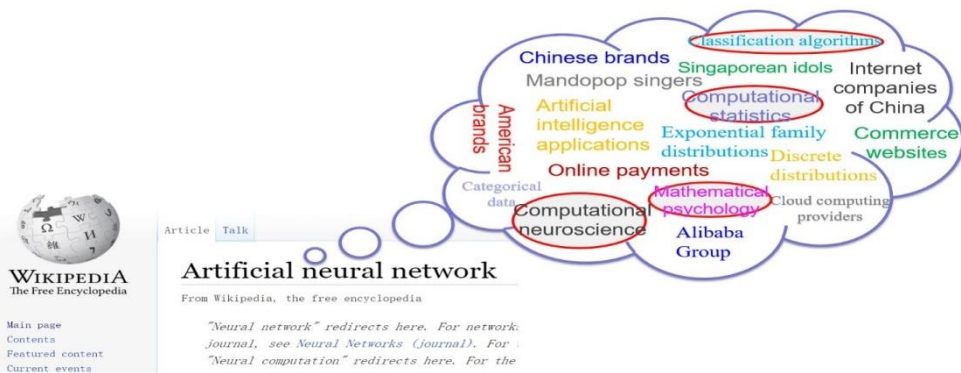 Classification algorithms
Chinese brands
Singaporean idols
Internet
companies
of China
Mandopop singers
Computational
statistics
American
brands
Artificial
intelligence
applications
Exponential family
distributions
Commerce
websites
Discrete
distributions
Online payments
Categorical
data
Mathematical
psychology
Cloud computing
providers
Computational
neuroscience
Alibaba
Group
WIKIPEDIA
The Free Encyclopedia
Main page
Contents
Featured content
Current events
Article Talk
Artificial neural network
From Wikipedia, the free encyclopedia
"Neural network" redirects here. For network
journal, see Neural Networks (journal). For
"Neural computation" redirects here. For the